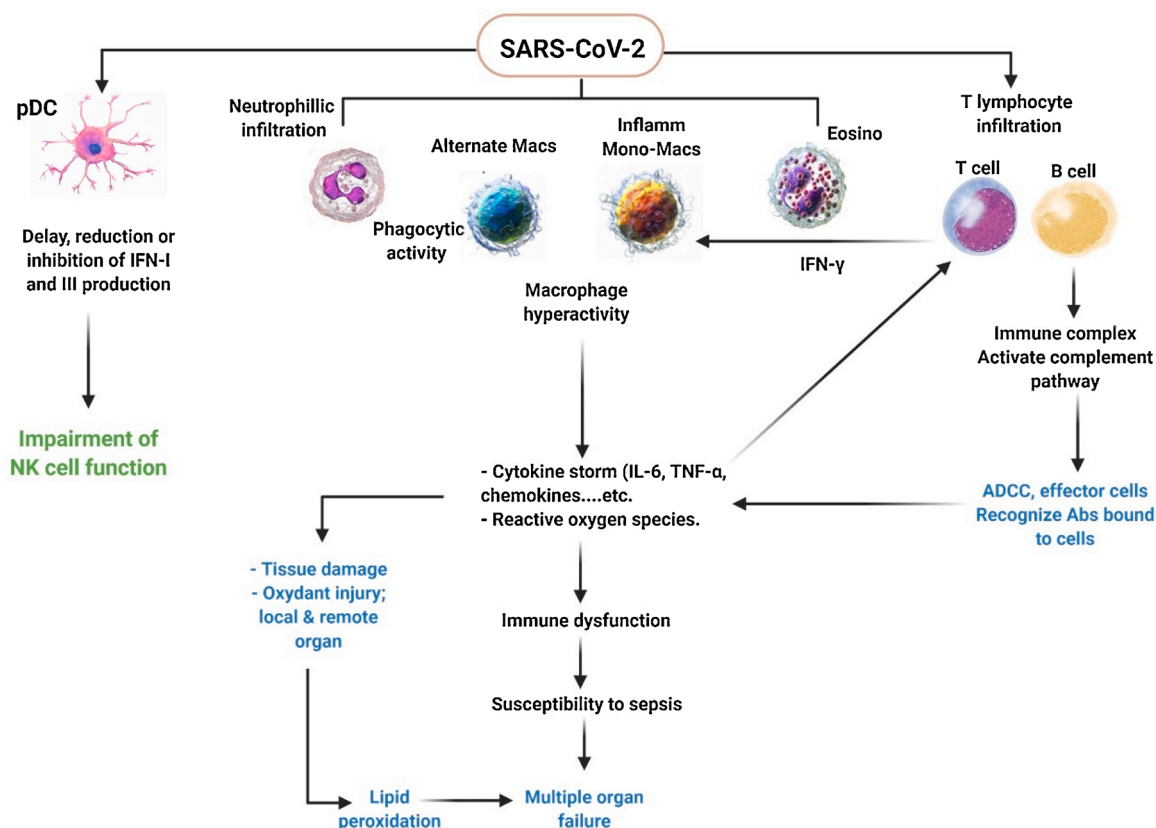 SARS-CoV-2
pDC
Delay, reduction or
inhibition of IFN-I
and III production
Impairment of
NK cell function
Neutrophillic
infiltration
Alternate Macs
Phagocytic
activity
Inflamm
Mono-Macs
Eosino
Macrophage
hyperactivity
T lymphocyte
infiltration
T cell
B cell
IFN-γ
Immune complex
Activate complement
pathway
ADCC, effector cells
Recognize Abs bound
to cells
- Cytokine storm (IL-6, TNF-α,
chemokines....etc.
- Reactive oxygen species.
- Tissue damage
- Oxydant injury;
local & remote
organ
Immune dysfunction
Susceptibility to sepsis
Lipid
peroxidation
Multiple organ
failure